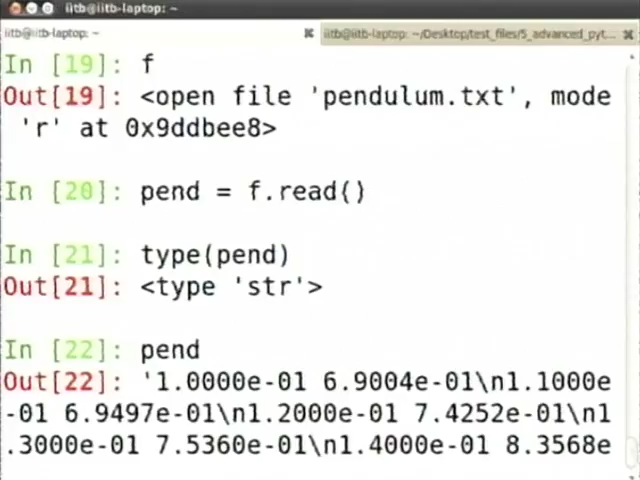 iitb@iitb-laptop: ~
iitb@iitb-laptop: ~
iitb@iitb-laptop: ~/Desktop/test_files/5_advanced_pyt...
In [19]: f
Out[19]: <open file 'pendulum.txt', mode
'r' at 0x9ddbee8>
In [20]: pend = f.read()
In [21]: type(pend)
Out[21]: <type 'str'>
In [22]: pend
Out[22]: '1.0000e-01 6.9004e-01\n1.1000e
-01 6.9497e-01\n1.2000e-01 7.4252e-01\n1
.3000e-01 7.5360e-01\n1.4000e-01 8.3568e